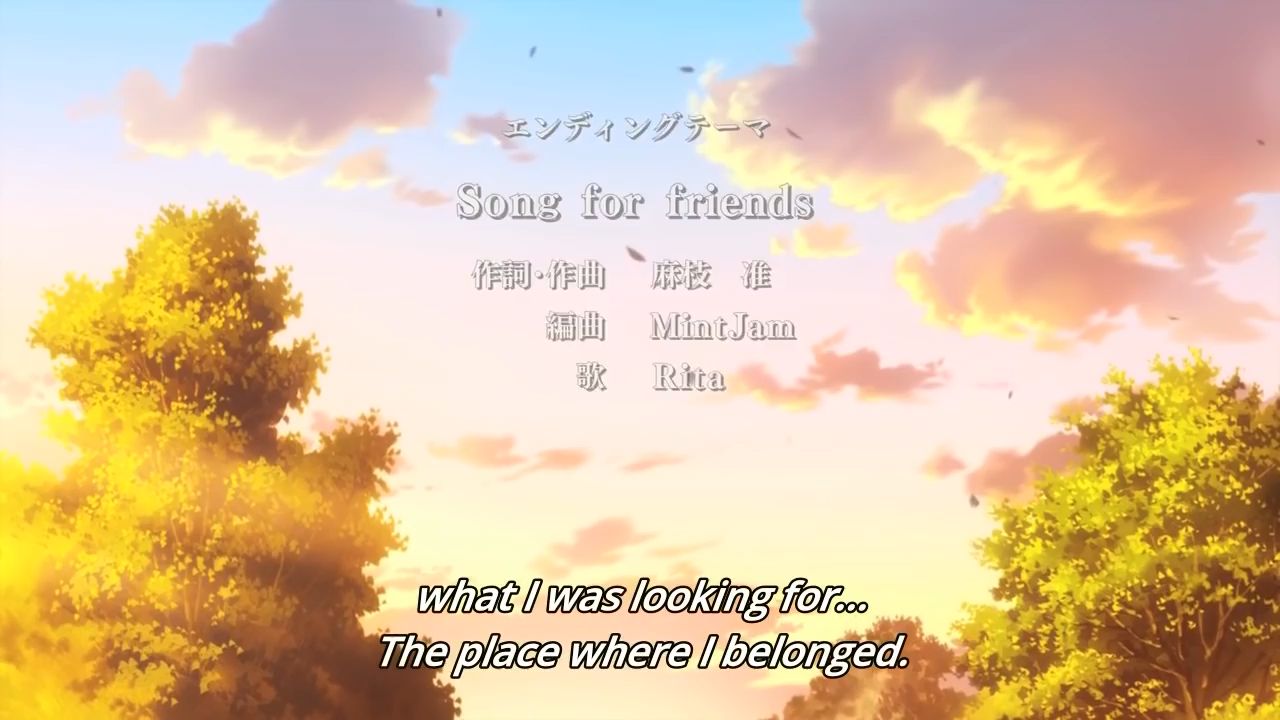 エンディングテーマ
Song for friends
作詞・作曲 麻枝 准
編曲 MintJam
歌 Rita
what I was looking for...
The place where I belonged.